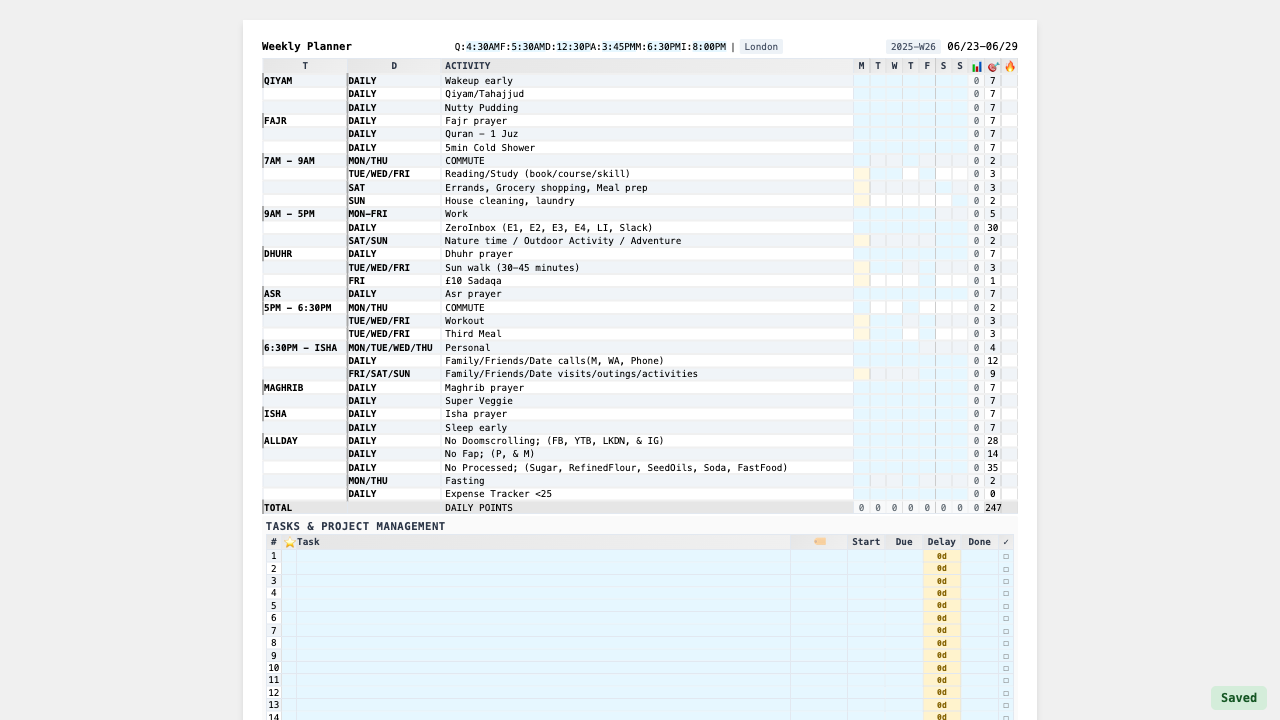 Weekly Planner Q:4:30AMF:5:30AMD:12:30PA:3:45PMM:6:30PMI:8:00PM | London 2025-W26 06/23-06/29
T D ACTIVITY M T W T F S S 📊 🎯 🔥
QIYAM DAILY Wakeup early 0 7
DAILY Qiyam/Tahajjud 0 7
DAILY Nutty Pudding 0 7
FAJR DAILY Fajr prayer 0 7
DAILY Quran – 1 Juz 0 7
DAILY 5min Cold Shower 0 7
7AM – 9AM MON/THU COMMUTE 0 2
TUE/WED/FRI Reading/Study (book/course/skill) 0 3
SAT Errands, Grocery shopping, Meal prep 0 3
SUN House cleaning, laundry 0 2
9AM – 5PM MON–FRI Work 0 5
DAILY ZeroInbox (E1, E2, E3, E4, LI, Slack) 0 30
SAT/SUN Nature time / Outdoor Activity / Adventure 0 2
DHUHR DAILY Dhuhr prayer 0 7
TUE/WED/FRI Sun walk (30–45 minutes) 0 3
FRI £10 Sadaqa 0 1
ASR DAILY Asr prayer 0 7
5PM – 6:30PM MON/THU COMMUTE 0 2
TUE/WED/FRI Workout 0 3
TUE/WED/FRI Third Meal 0 3
6:30PM – ISHA MON/TUE/WED/THU Personal 0 4
DAILY Family/Friends/Date calls(M, WA, Phone) 0 12
FRI/SAT/SUN Family/Friends/Date visits/outings/activities 0 9
MAGHRIB DAILY Maghrib prayer 0 7
DAILY Super Veggie 0 7
ISHA DAILY Isha prayer 0 7
DAILY Sleep early 0 7
ALLDAY DAILY No Doomscrolling; (FB, YTB, LKDN, & IG) 0 28
DAILY No Fap; (P, & M) 0 14
DAILY No Processed; (Sugar, RefinedFlour, SeedOils, Soda, FastFood) 0 35
MON/THU Fasting 0 2
DAILY Expense Tracker <25 0 0
TOTAL DAILY POINTS 0 0 0 0 0 0 0 0 247
TASKS & PROJECT MANAGEMENT
# ⭐ Task 🏷️ Start Due Delay Done ✓
1 0d ☐
2 0d ☐
3 0d ☐
4 0d ☐
5 0d ☐
6 0d ☐
7 0d ☐
8 0d ☐
9 0d ☐
10 0d ☐
11 0d ☐
12 0d ☐
13 0d ☐
14 0d ☐
Saved